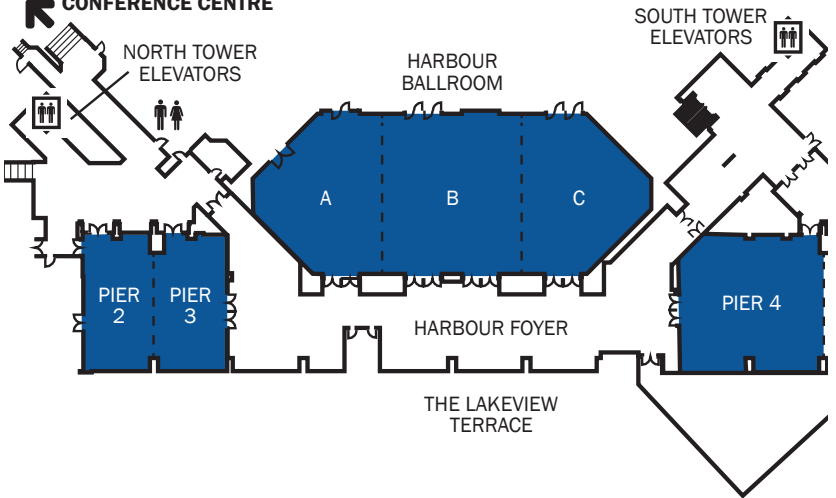 CONFERENCE CENTRE
NORTH TOWER
ELEVATORS
HARBOUR
BALLROOM
SOUTH TOWER
ELEVATORS
A
B
C
PIER
2
PIER
3
PIER 4
HARBOUR FOYER
THE LAKEVIEW
TERRACE